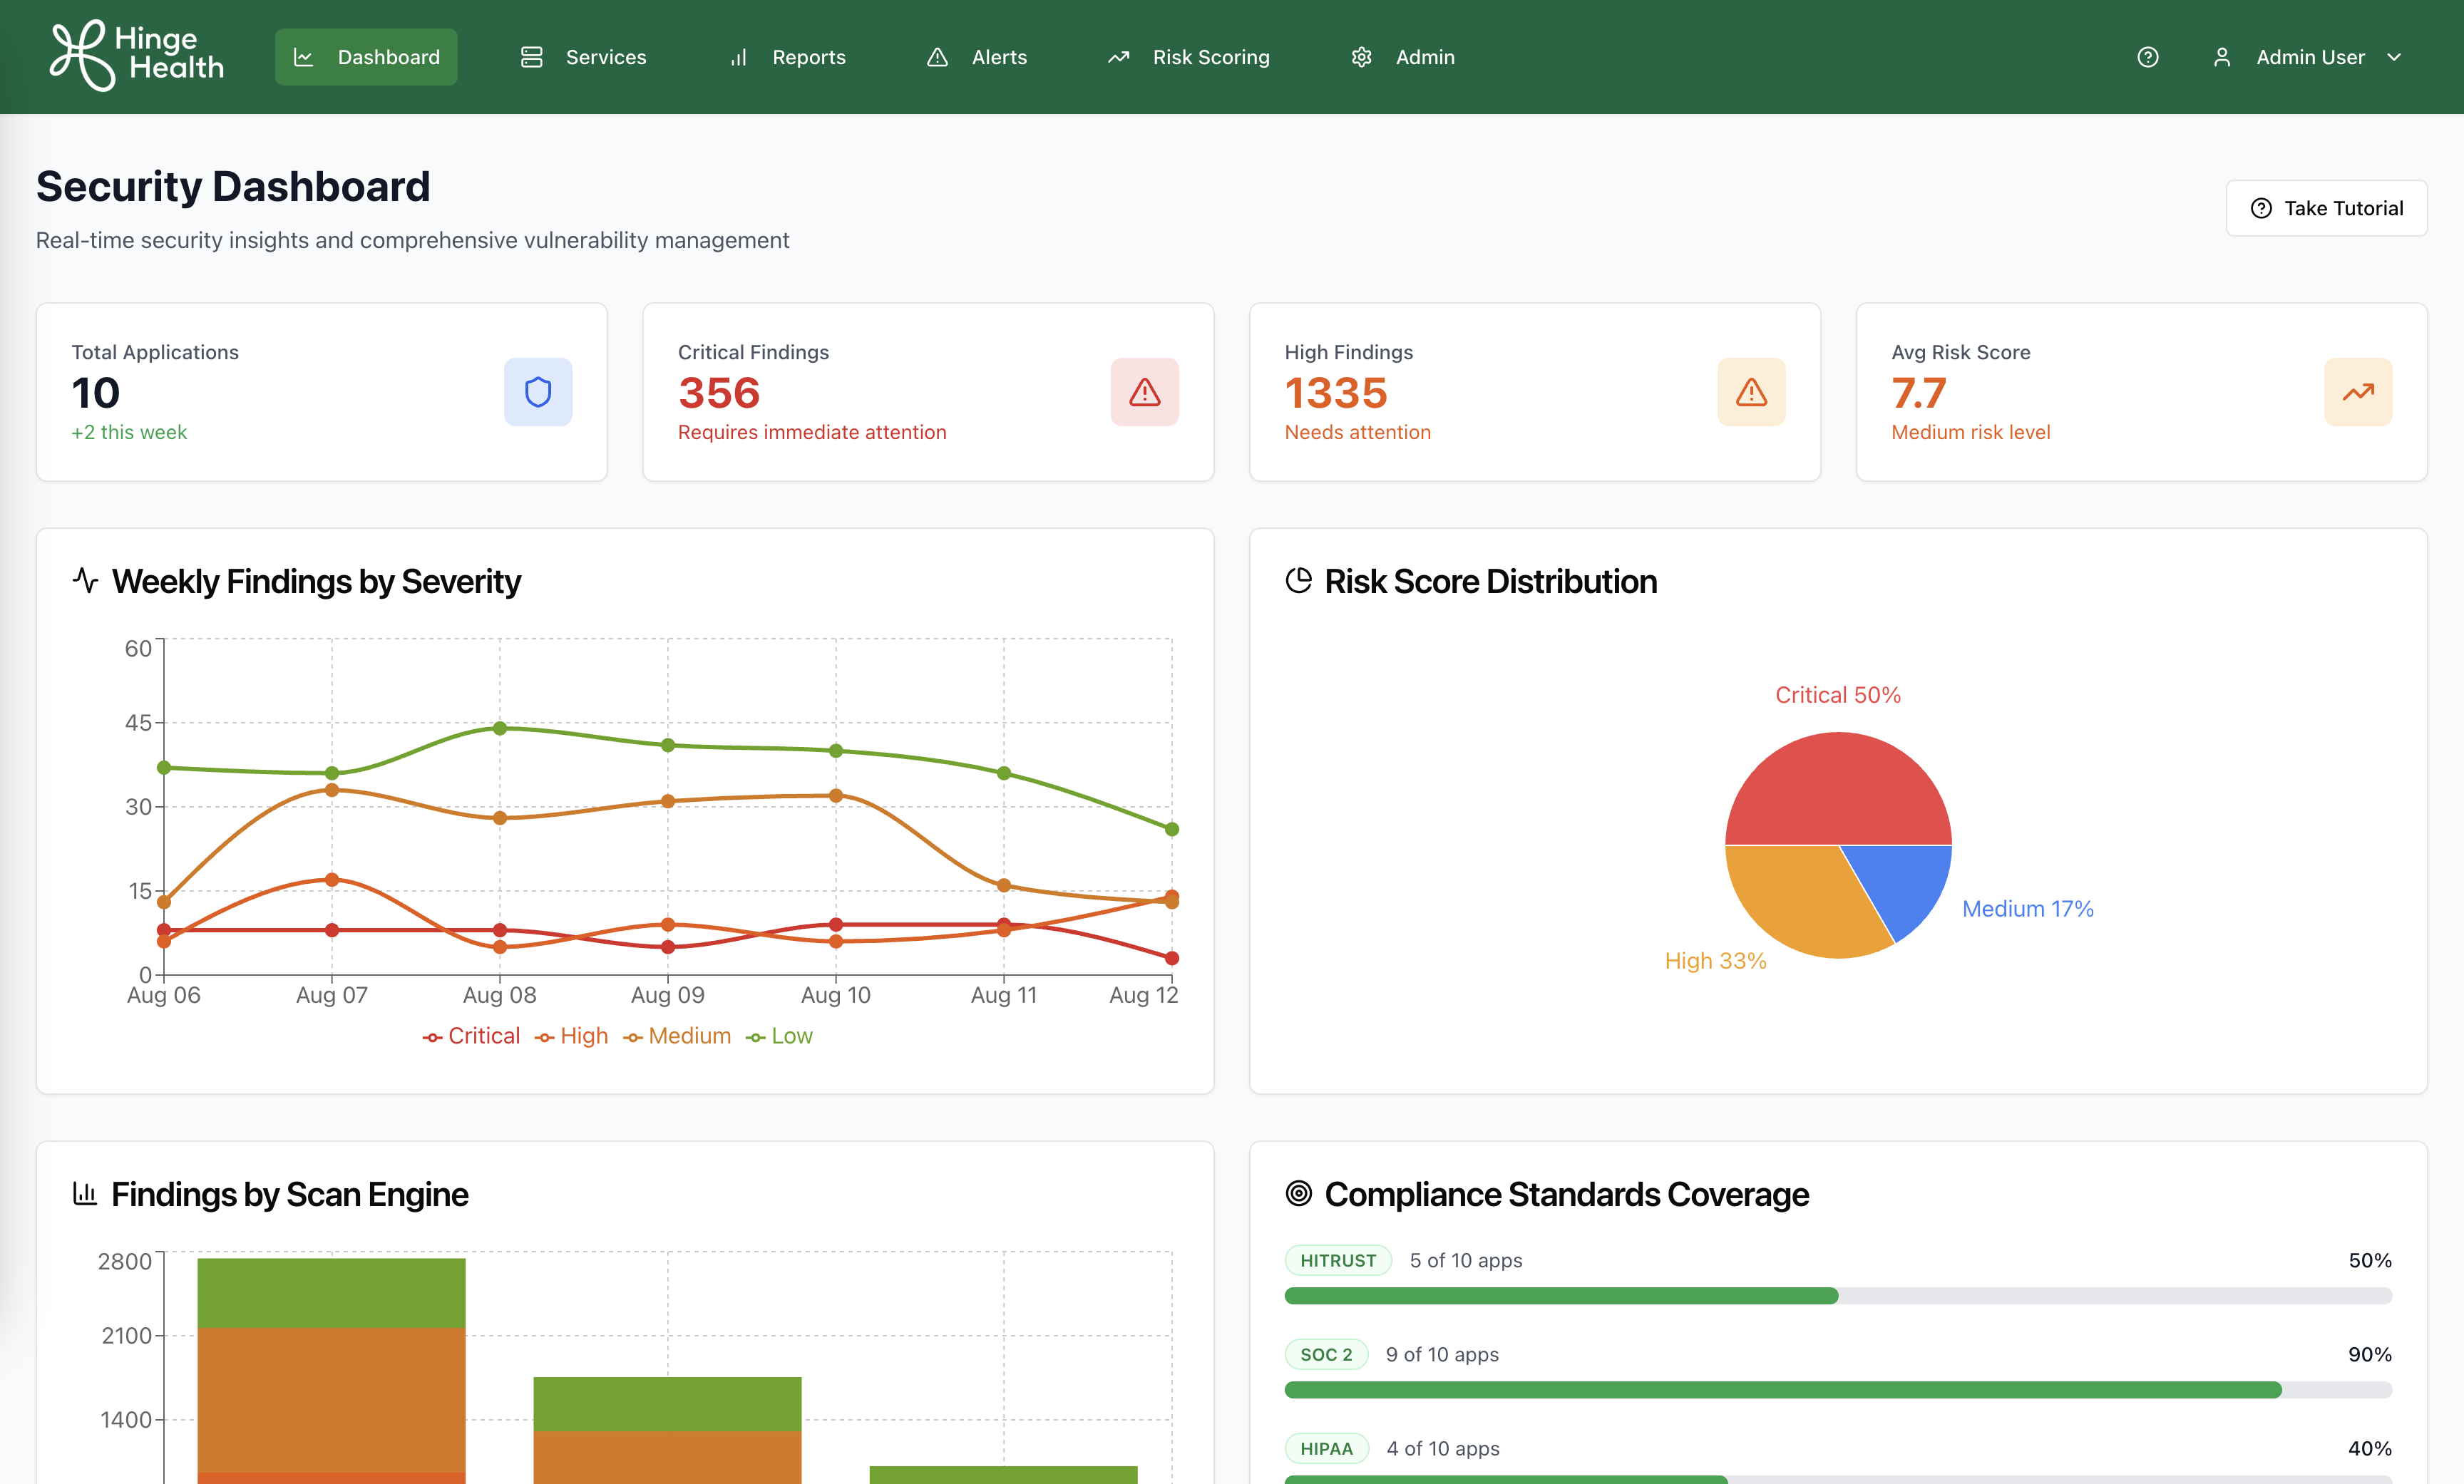 Hinge
Health
Dashboard
Services
Reports
Alerts
Risk Scoring
Admin
Admin User
Security Dashboard
Real-time security insights and comprehensive vulnerability management
Take Tutorial
Total Applications
10
+2 this week
Critical Findings
356
Requires immediate attention
High Findings
1335
Needs attention
Avg Risk Score
7.7
Medium risk level
Weekly Findings by Severity
60
45
30
15
0
Aug 06
Aug 07
Aug 08
Aug 09
Aug 10
Aug 11
Aug 12
Critical
High
Medium
Low
Risk Score Distribution
Critical 50%
Medium 17%
High 33%
Findings by Scan Engine
2800
2100
1400
Compliance Standards Coverage
HITRUST 5 of 10 apps 50%
SOC 2 9 of 10 apps 90%
HIPAA 4 of 10 apps 40%